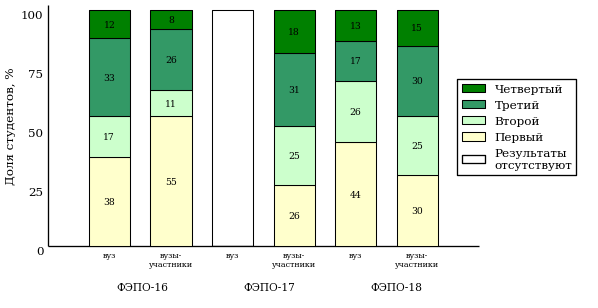 100
75
50
25
0
Доля студентов, %
12
33
17
38
8
26
11
55
18
31
25
26
13
17
26
44
15
30
25
30
вуз
вузы-
участники
вуз
вузы-
участники
вуз
вузы-
участники
ФЭПО-16
ФЭПО-17
ФЭПО-18
Четвертый
Третий
Второй
Первый
Результаты
отсутствуют